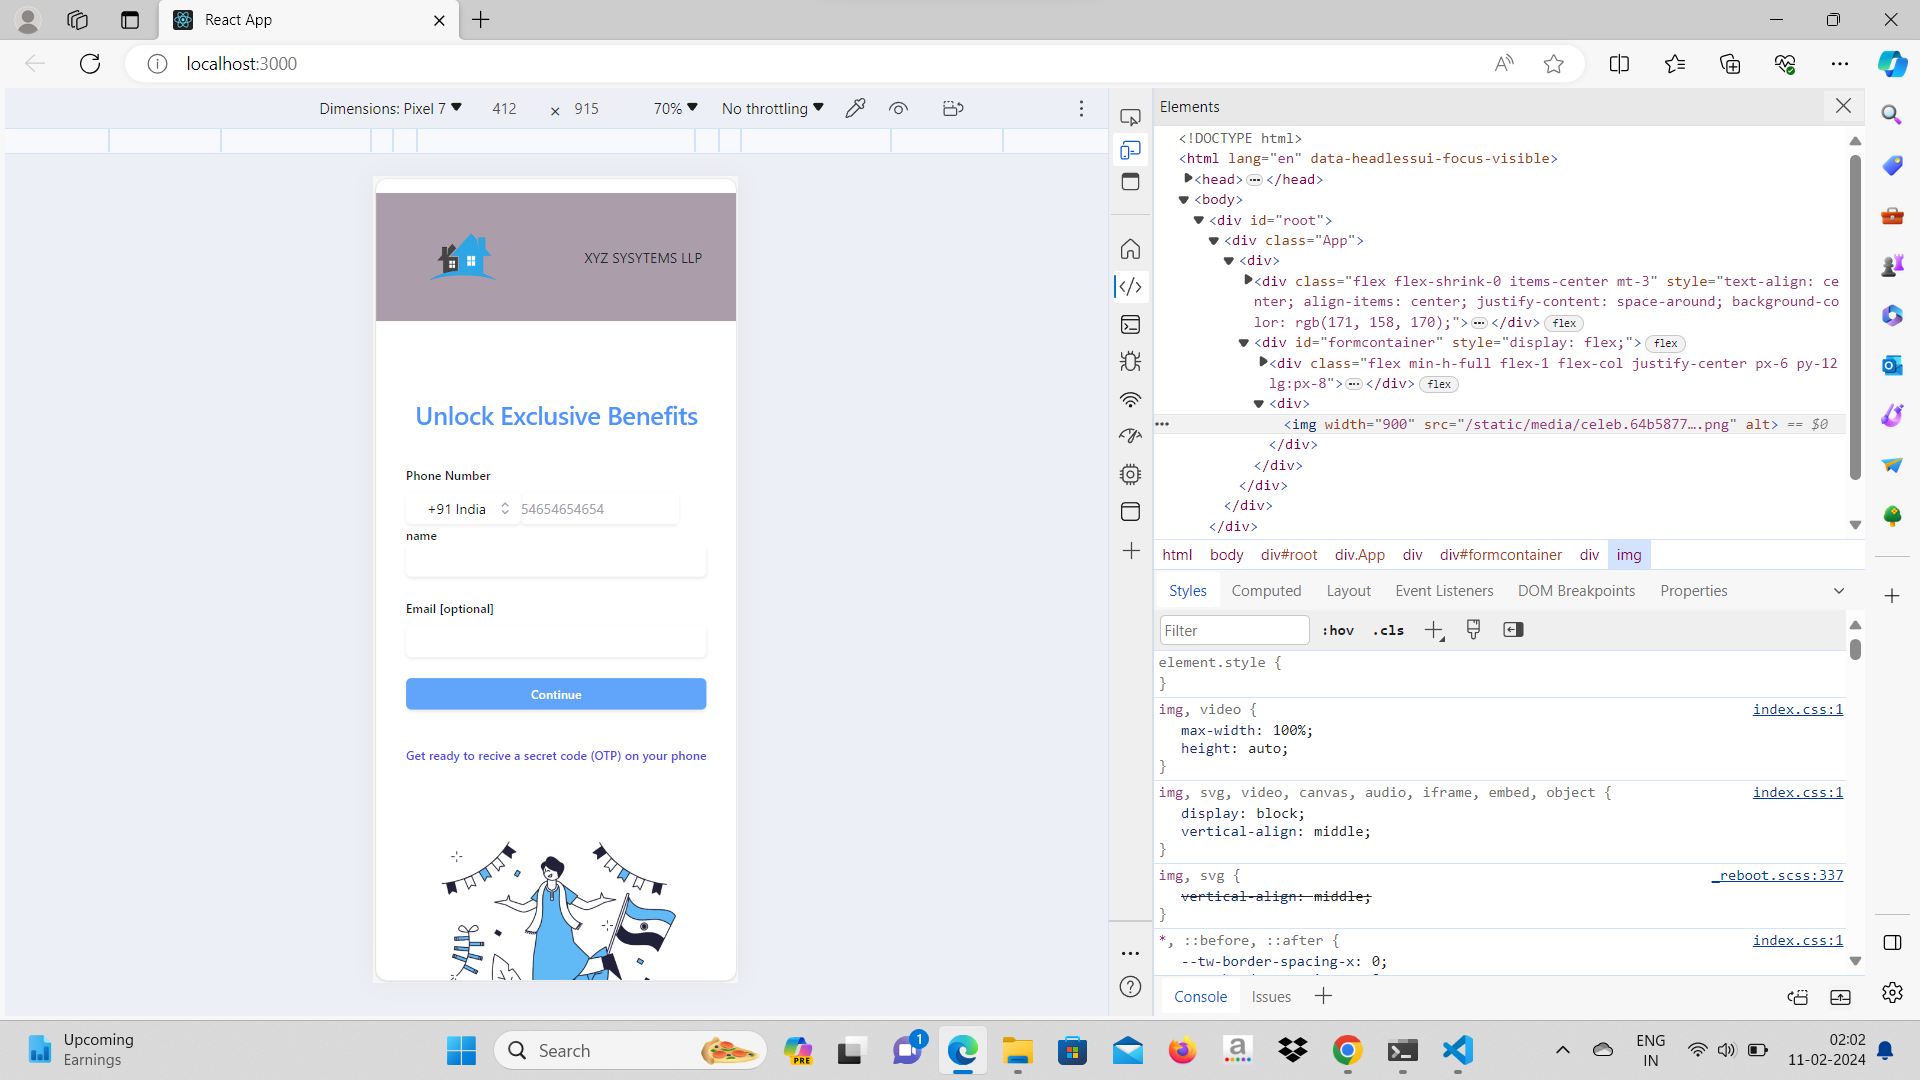 React App
localhost:3000
Dimensions: Pixel 7 412 × 915 70% No throttling
XYZ SYSYTEMS LLP
Unlock Exclusive Benefits
Phone Number
+91 India 54654654654
name
Email [optional]
Continue
Get ready to recive a secret code (OTP) on your phone
Elements
<!DOCTYPE html>
<html lang="en" data-headlessui-focus-visible>
<head> ⋯ </head>
<body>
<div id="root">
<div class="App">
<div>
<div class="flex flex-shrink-0 items-center mt-3" style="text-align: ce
nter; align-items: center; justify-content: space-around; background-co
lor: rgb(171, 158, 170);"> ⋯ </div> flex
<div id="formcontainer" style="display: flex;"> flex
<div class="flex min-h-full flex-1 flex-col justify-center px-6 py-12
lg:px-8"> ⋯ </div> flex
<div>
<img width="900" src="/static/media/celeb.64b5877….png" alt> == $0
</div>
</div>
</div>
</div>
</div>
html body div#root div.App div div#formcontainer div img
Styles Computed Layout Event Listeners DOM Breakpoints Properties
Filter :hov .cls
element.style {
}
img, video { index.css:1
max-width: 100%;
height: auto;
}
img, svg, video, canvas, audio, iframe, embed, object { index.css:1
display: block;
vertical-align: middle;
}
img, svg { _reboot.scss:337
vertical-align: middle;
}
*, ::before, ::after { index.css:1
--tw-border-spacing-x: 0;
Console Issues
Upcoming
Earnings
Search
PRE
1
a
ENG
IN
02:02
11-02-2024